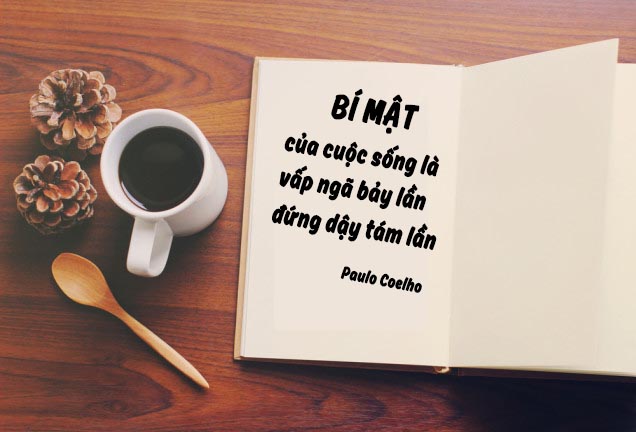 BÍ MẬT
của cuộc sống là
vấp ngã bảy lần
đứng dậy tám lần
Paulo Coelho